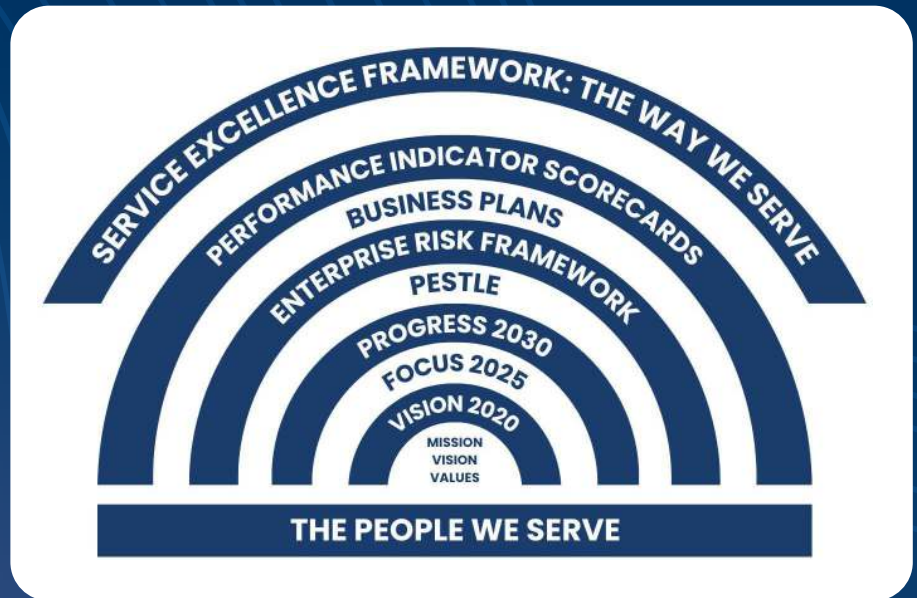 SERVICE EXCELLENCE FRAMEWORK: THE WAY WE SERVE
PERFORMANCE INDICATOR SCORECARDS
BUSINESS PLANS
ENTERPRISE RISK FRAMEWORK
PESTLE
PROGRESS 2030
FOCUS 2025
VISION 2020
MISSION
VISION
VALUES
THE PEOPLE WE SERVE